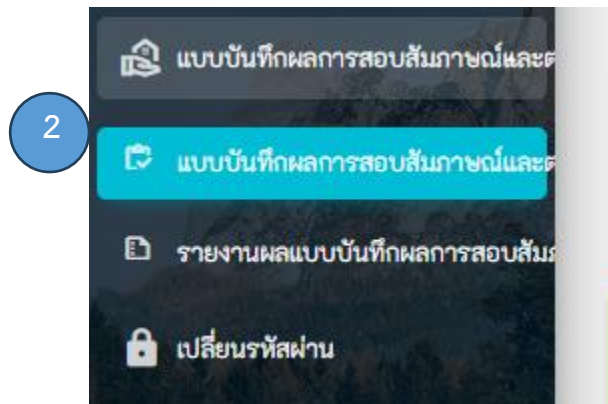 แบบบันทึกผลการสอบสัมภาษณ์และต
2
แบบบันทึกผลการสอบสัมภาษณ์และต
รายงานผลแบบบันทึกผลการสอบสัมภ
เปลี่ยนรหัสผ่าน